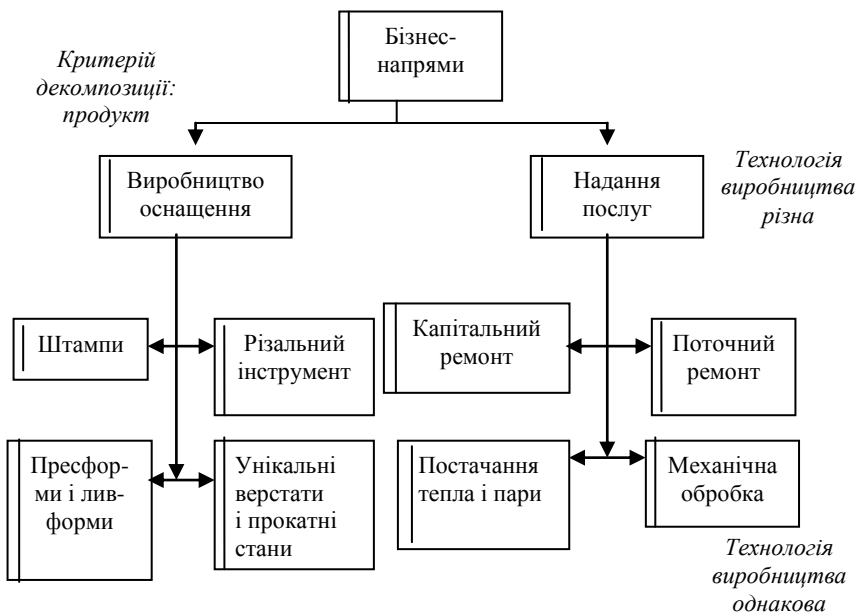 Бізнес-
напрями
Критерій
декомпозиції:
продукт
Виробництво
оснащення
Надання
послуг
Технологія
виробництва
різна
Штампи
Різальний
інструмент
Капітальний
ремонт
Поточний
ремонт
Пресфор-
ми і лив-
форми
Унікальні
верстати
і прокатні
стани
Постачання
тепла і пари
Механічна
обробка
Технологія
виробництва
однакова